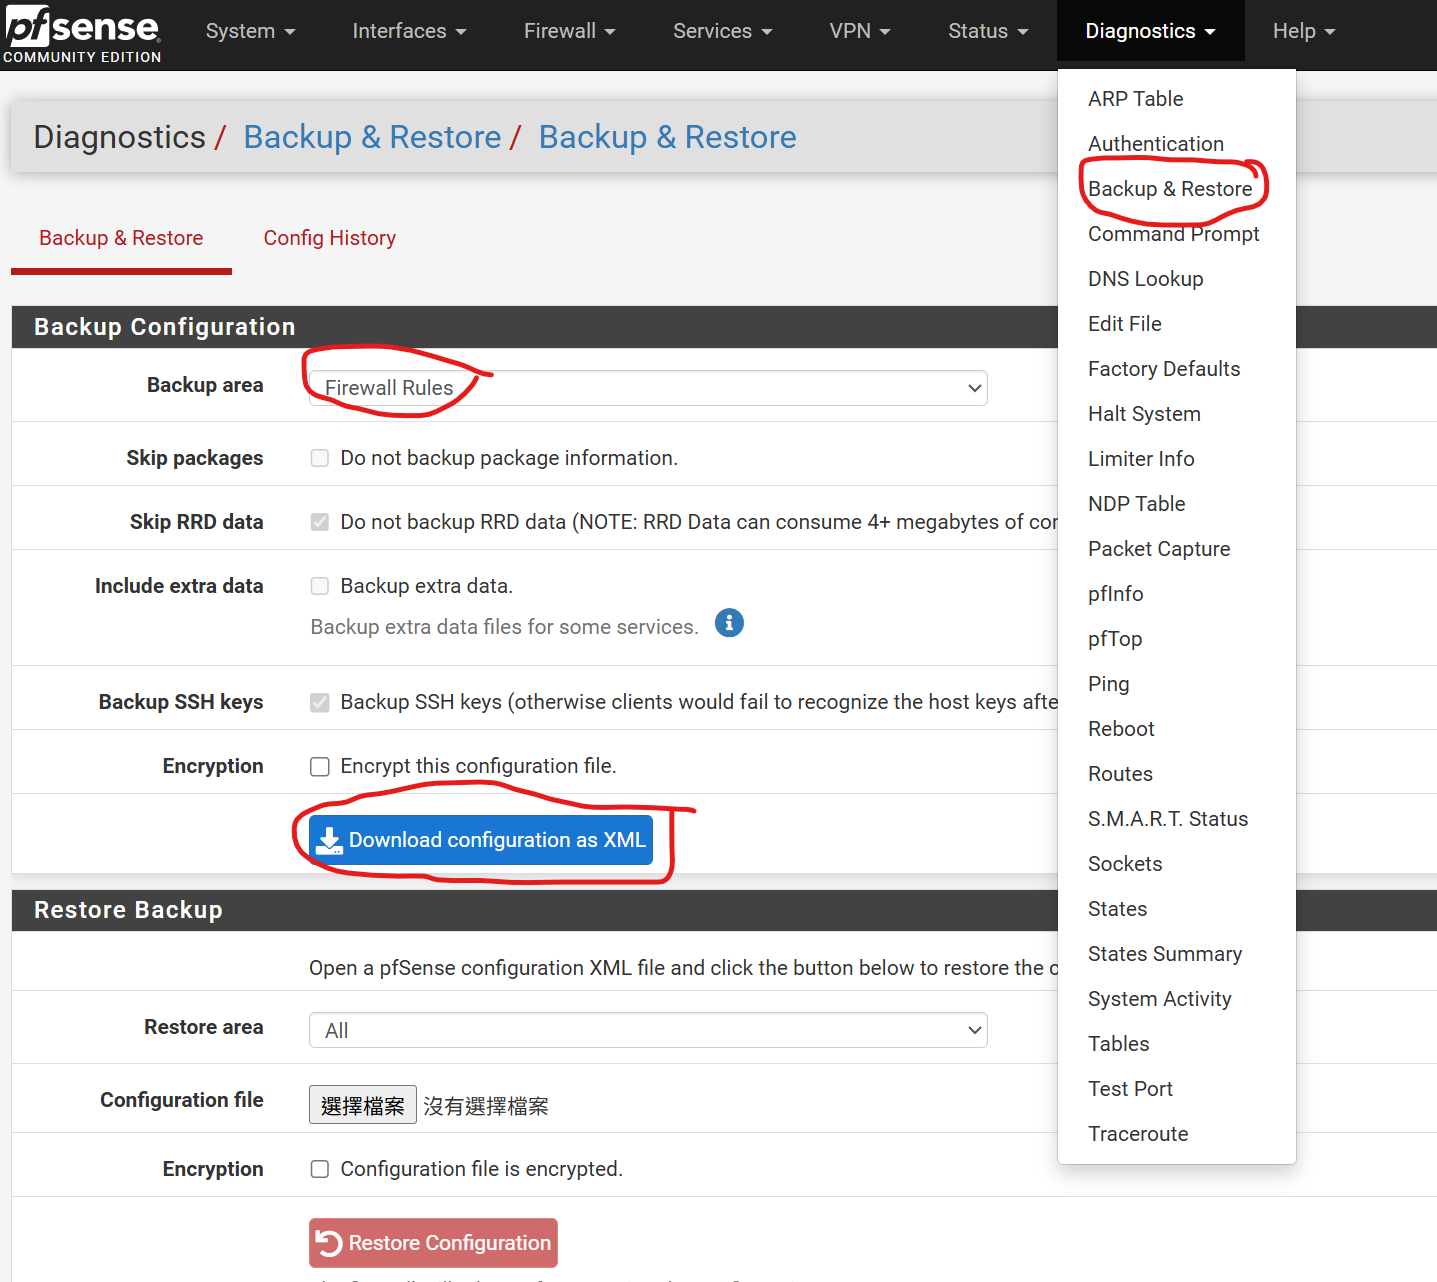 pfsense
COMMUNITY EDITION
System
Interfaces
Firewall
Services
VPN
Status
Diagnostics
Help
Diagnostics / Backup & Restore / Backup & Restore
Backup & Restore
Config History
Backup Configuration
Backup area
Firewall Rules
Skip packages
Do not backup package information.
Skip RRD data
Do not backup RRD data (NOTE: RRD Data can consume 4+ megabytes of
Include extra data
Backup extra data.
Backup extra data files for some services.
Backup SSH keys
Backup SSH keys (otherwise clients would fail to recognize the host keys
Encryption
Encrypt this configuration file.
Download configuration as XML
Restore Backup
Open a pfSense configuration XML file and click the button below to restore the
Restore area
All
Configuration file
選擇檔案 沒有選擇檔案
Encryption
Configuration file is encrypted.
Restore Configuration
ARP Table
Authentication
Backup & Restore
Command Prompt
DNS Lookup
Edit File
Factory Defaults
Halt System
Limiter Info
NDP Table
Packet Capture
pfInfo
pfTop
Ping
Reboot
Routes
S.M.A.R.T. Status
Sockets
States
States Summary
System Activity
Tables
Test Port
Traceroute